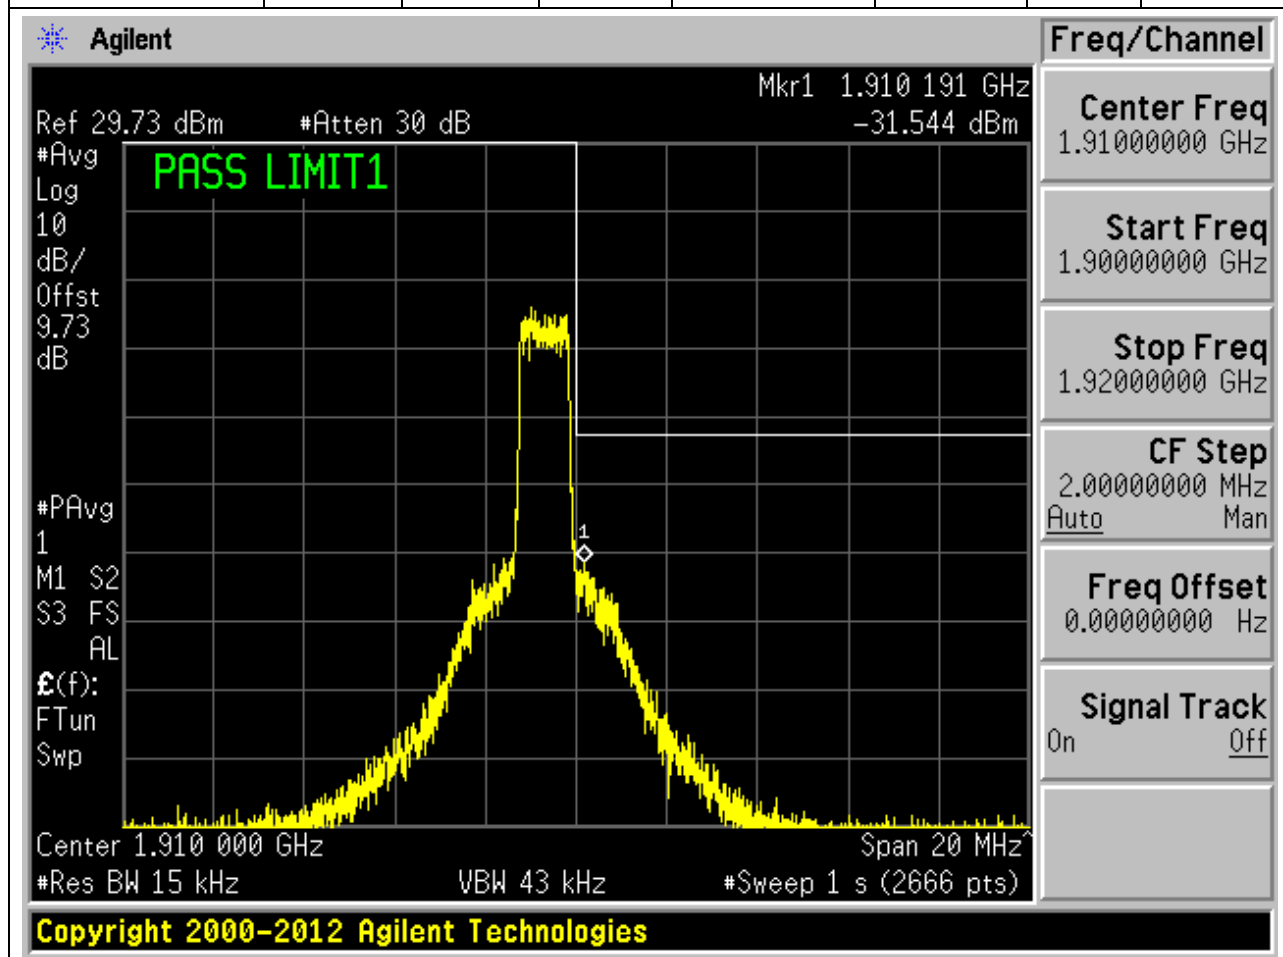 Agilent
Freq/Channel
Mkr1 1.910 191 GHz
Ref 29.73 dBm #Atten 30 dB -31.544 dBm
#Avg
Log
10
dB/
Offst
9.73
dB
PASS LIMIT1
1
#PAvg
1
M1 S2
S3 FS
AL
£(f):
FTun
Swp
Center 1.910 000 GHz Span 20 MHz^
#Res BW 15 kHz VBW 43 kHz #Sweep 1 s (2666 pts)
Center Freq
1.91000000 GHz
Start Freq
1.90000000 GHz
Stop Freq
1.92000000 GHz
CF Step
2.00000000 MHz
Auto Man
Freq Offset
0.00000000 Hz
Signal Track
On Off
Copyright 2000-2012 Agilent Technologies